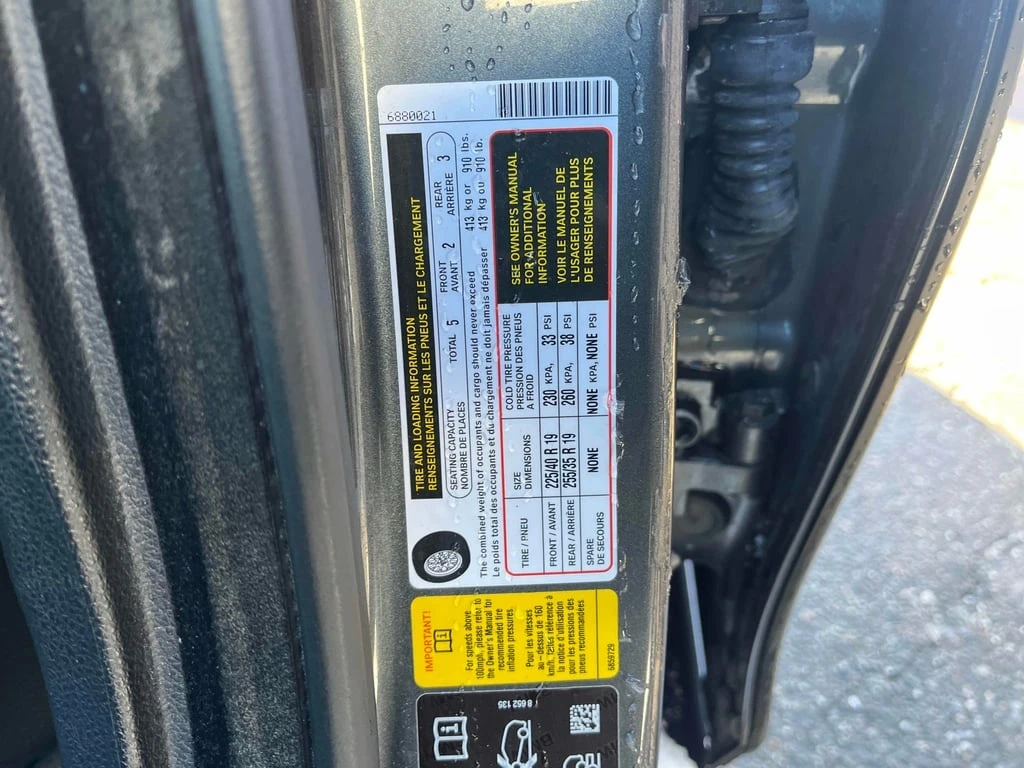 6880021
TIRE AND LOADING INFORMATION
RENSEIGNEMENTS SUR LES PNEUS ET LE CHARGEMENT
SEATING CAPACITY
NOMBRE DE PLACES
TOTAL 5
FRONT
AVANT 2
REAR
ARRIÈRE 3
The combined weight of occupants and cargo should never exceed 413 kg or 910 lbs.
Le poids total des occupants et du chargement ne doit jamais dépasser 413 kg ou 910 lb.
TIRE / PNEU
SIZE
DIMENSIONS
COLD TIRE PRESSURE
PRESSION DES PNEUS
A FROID
FRONT / AVANT 225/40 R 19 230 KPA, 33 PSI
REAR / ARRIÈRE 255/35 R 19 260 KPA, 38 PSI
SPARE
DE SECOURS
NONE NONE KPA, NONE PSI
SEE OWNER'S MANUAL
FOR ADDITIONAL
INFORMATION
VOIR LE MANUEL DE
L'USAGER POUR PLUS
DE RENSEIGNEMENTS
IMPORTANT!
For speeds above
100mph, please refer to
the Owner's Manual for
recommended tire
inflation pressures.
Pour les vitesses
au-dessus de 160
km/h, faites référence à
la notice d'utilisation
pour les pressions des
pneus recommandées.
6859729
8 652 135